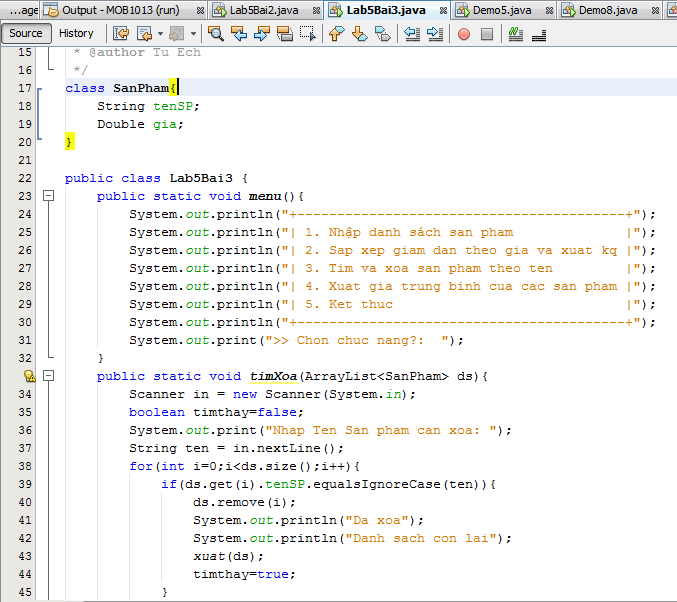 ...age Output - MOB1013 (run) Lab5Bai2.java Lab5Bai3.java Demo5.java Demo8.java
Source History
15 * @author Tu Ech
16 */
17 class SanPham{
18 String tenSP;
19 Double gia;
20 }
21
22 public class Lab5Bai3 {
23 public static void menu(){
24 System.out.println("+-----------------------------------------+");
25 System.out.println("| 1. Nhập danh sách san pham |");
26 System.out.println("| 2. Sap xep giam dan theo gia va xuat kq |");
27 System.out.println("| 3. Tim va xoa san pham theo ten |");
28 System.out.println("| 4. Xuat gia trung binh cua cac san pham |");
29 System.out.println("| 5. Ket thuc |");
30 System.out.println("+-----------------------------------------+");
31 System.out.print(">> Chon chuc nang?: ");
32 }
public static void timXoa(ArrayList<SanPham> ds){
34 Scanner in = new Scanner(System.in);
35 boolean timthay=false;
36 System.out.print("Nhap Ten San pham can xoa: ");
37 String ten = in.nextLine();
38 for(int i=0;i<ds.size();i++){
39 if(ds.get(i).tenSP.equalsIgnoreCase(ten)){
40 ds.remove(i);
41 System.out.println("Da xoa");
42 System.out.println("Danh sach con lai");
43 xuat(ds);
44 timthay=true;
45 }